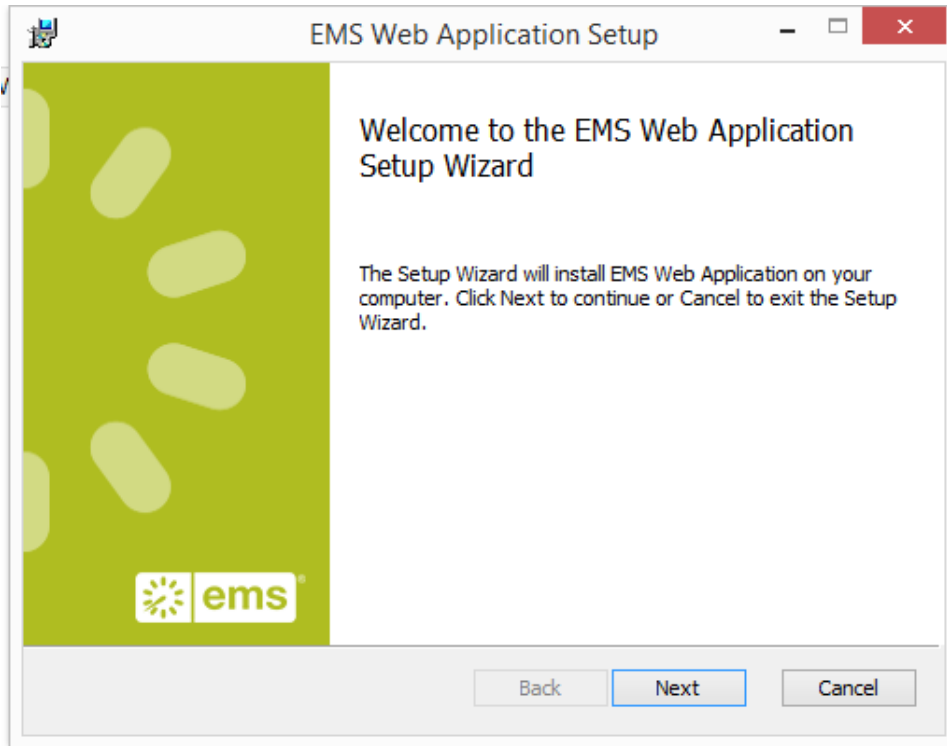 EMS Web Application Setup
Welcome to the EMS Web Application
Setup Wizard
The Setup Wizard will install EMS Web Application on your
computer. Click Next to continue or Cancel to exit the Setup
Wizard.
ems®
Back Next Cancel